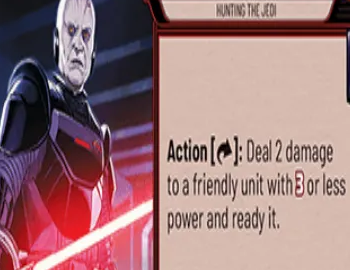 HUNTING THE JEDI
Action [↷]: Deal 2 damage
to a friendly unit with 3 or less
power and ready it.